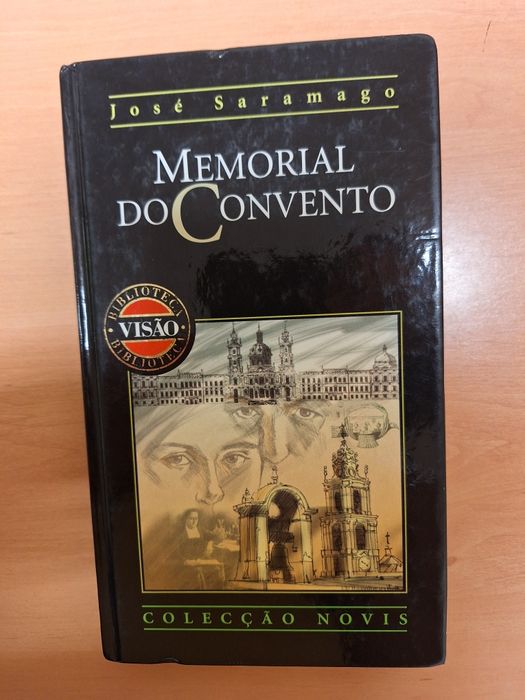 José Saramago
MEMORIAL
DO CONVENTO
BIBLIOTECA
VISÃO
BIBLIOTECA
COLECÇÃO NOVIS